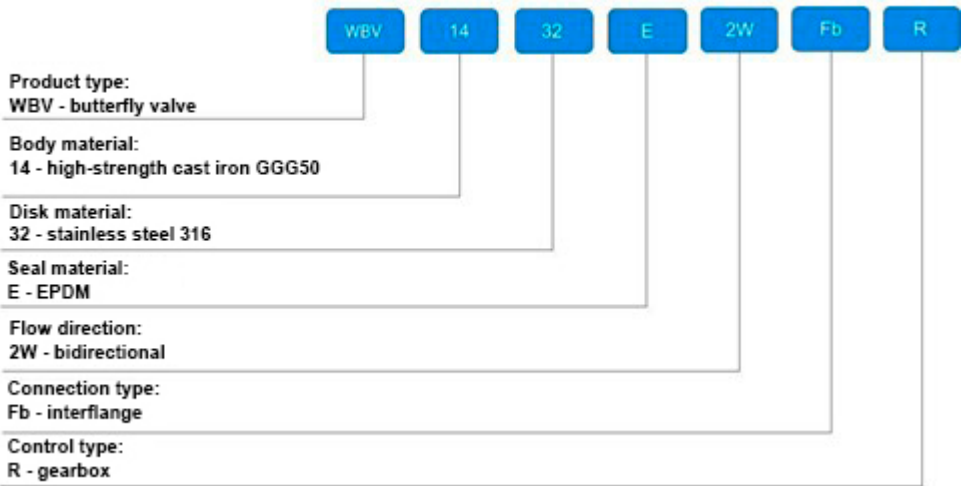 WBV 14 32 E 2W Fb R
Product type:
WBV - butterfly valve
Body material:
14 - high-strength cast iron GGG50
Disk material:
32 - stainless steel 316
Seal material:
E - EPDM
Flow direction:
2W - bidirectional
Connection type:
Fb - interflange
Control type:
R - gearbox